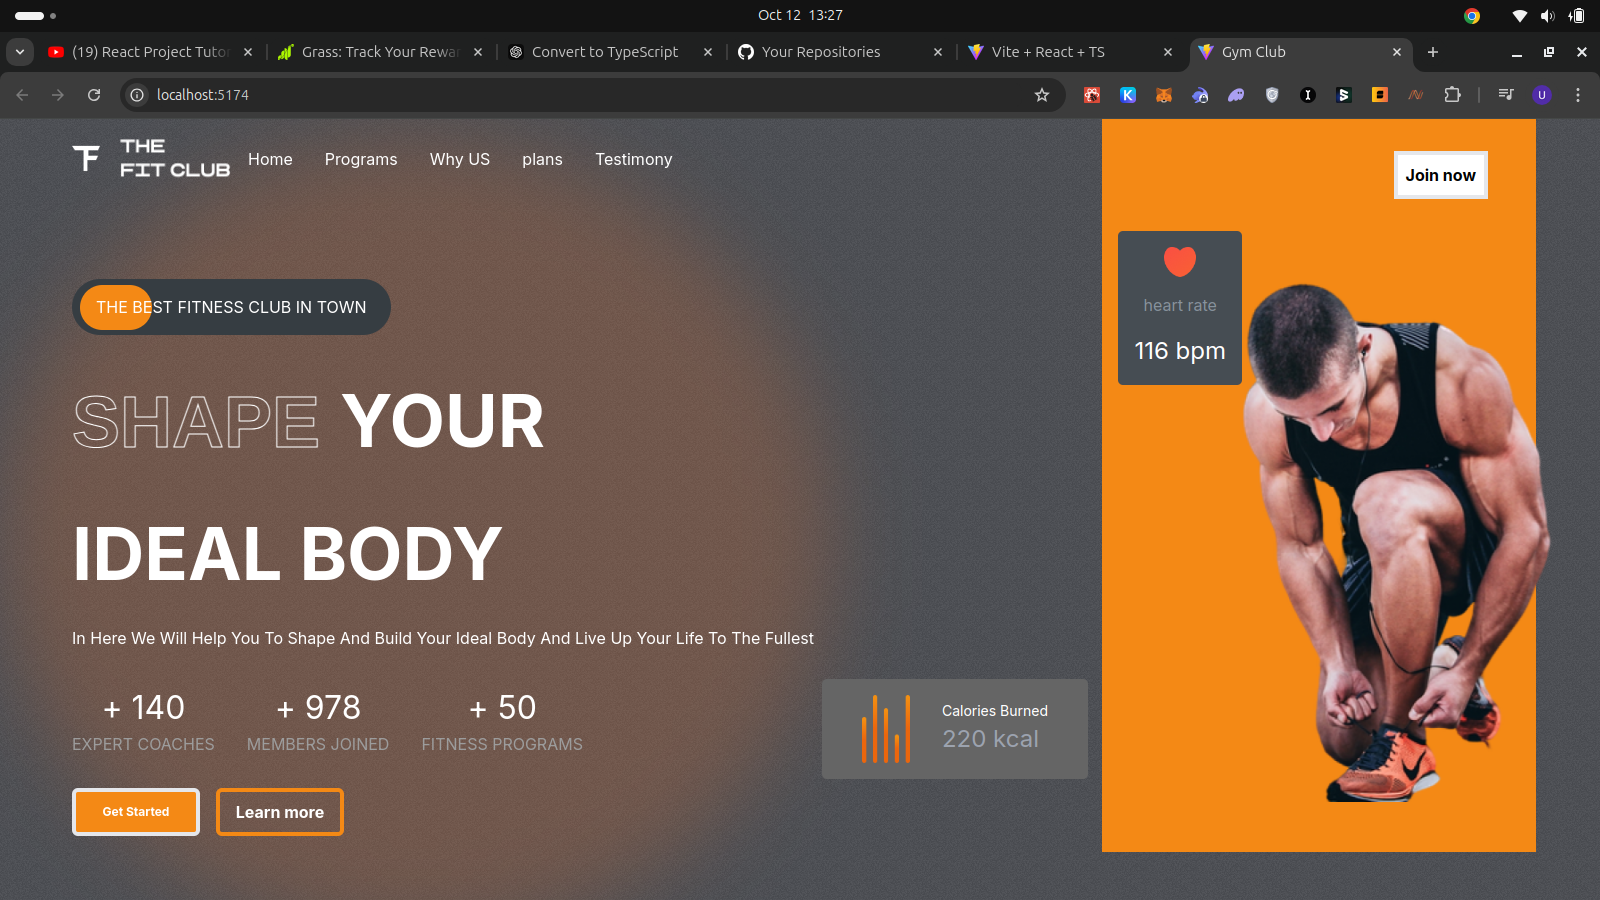 Oct 12 13:27
(19) React Project Tutor
Grass: Track Your Rewar
Convert to TypeScript
Your Repositories
Vite + React + TS
Gym Club
localhost:5174
U
THE
FIT CLUB
Home
Programs
Why US
plans
Testimony
Join now
heart rate
116 bpm
THE BEST FITNESS CLUB IN TOWN
SHAPE YOUR
IDEAL BODY
In Here We Will Help You To Shape And Build Your Ideal Body And Live Up Your Life To The Fullest
+ 140
EXPERT COACHES
+ 978
MEMBERS JOINED
+ 50
FITNESS PROGRAMS
Calories Burned
220 kcal
Get Started
Learn more